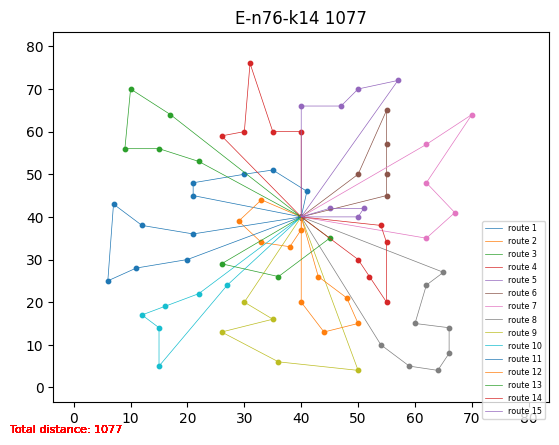 E-n76-k14 1077
80
70
60
50
40
30
20
10
0
0 10 20 30 40 50 60 70 80
route 1
route 2
route 3
route 4
route 5
route 6
route 7
route 8
route 9
route 10
route 11
route 12
route 13
route 14
route 15
Total distance: 1077